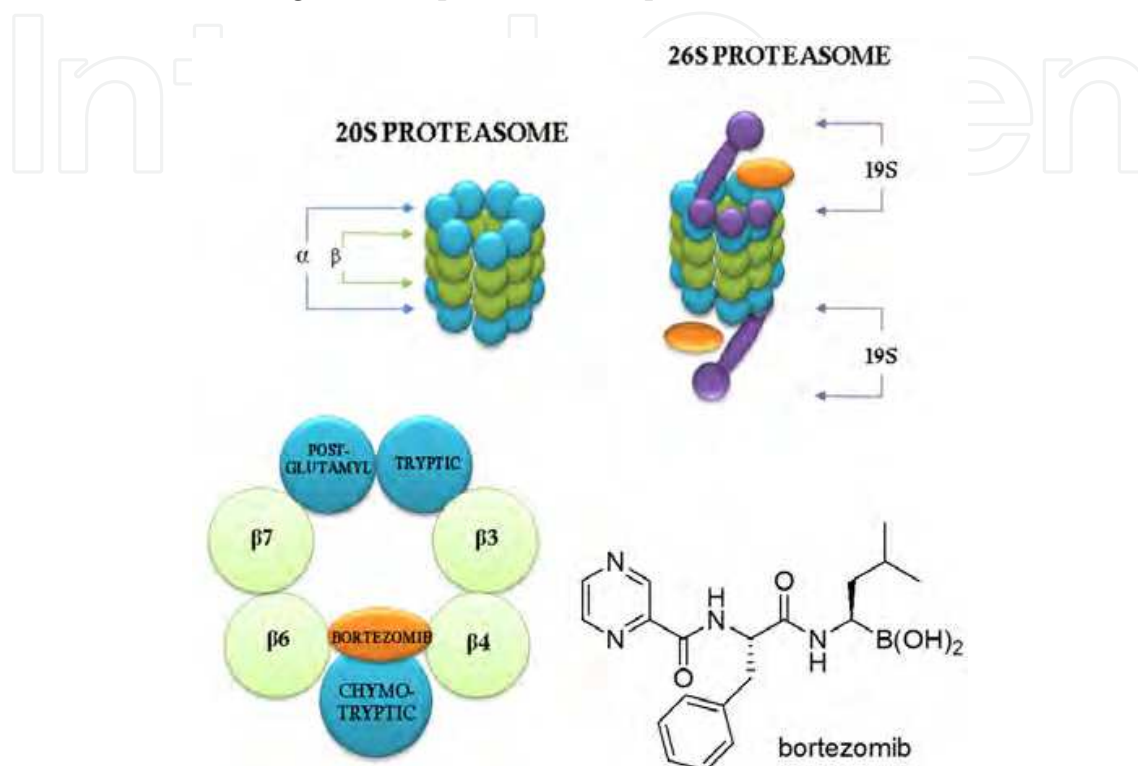 26S PROTEASOME
20S PROTEASOME
19S
α β
19S
POST-
GLUTAMYL
TRYPTIC
β7
β3
β6
BORTEZOMIB
β4
CHYMO-
TRYPTIC
N
N
O
H
N
O
N
H
B(OH)2
bortezomib